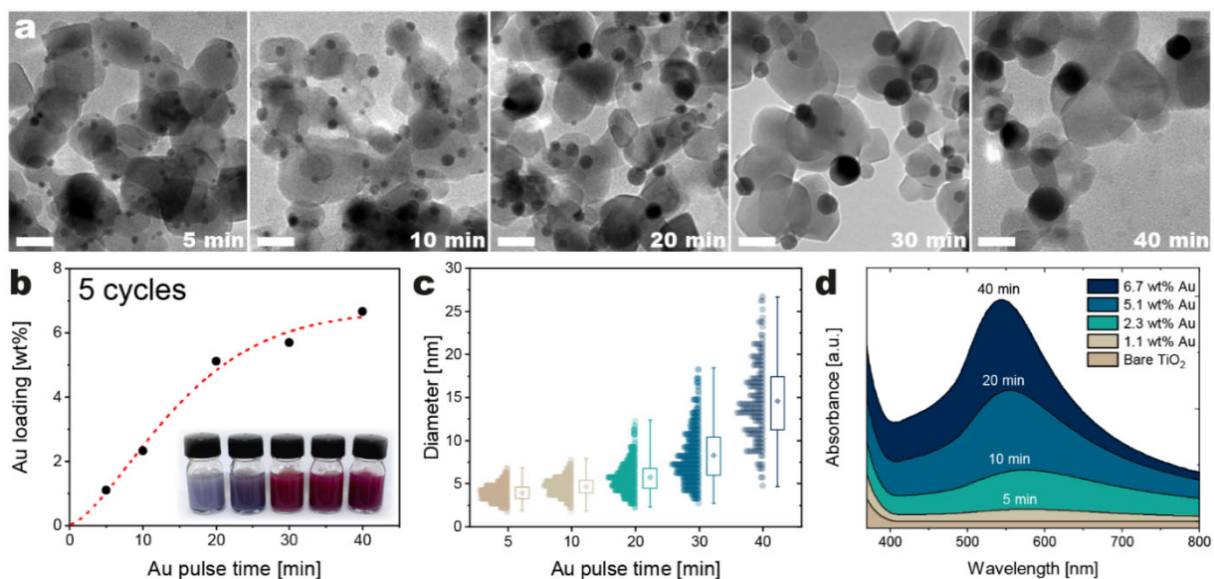 a
5 min
10 min
20 min
30 min
40 min
b
5 cycles
8
6
4
2
0
Au loading [wt%]
0
10
20
30
40
Au pulse time [min]
c
30
25
20
15
10
5
0
Diameter [nm]
5
10
20
30
40
Au pulse time [min]
d
40 min
20 min
10 min
5 min
6.7 wt% Au
5.1 wt% Au
2.3 wt% Au
1.1 wt% Au
Bare TiO₂
Absorbance [a.u.]
400
500
600
700
800
Wavelength [nm]